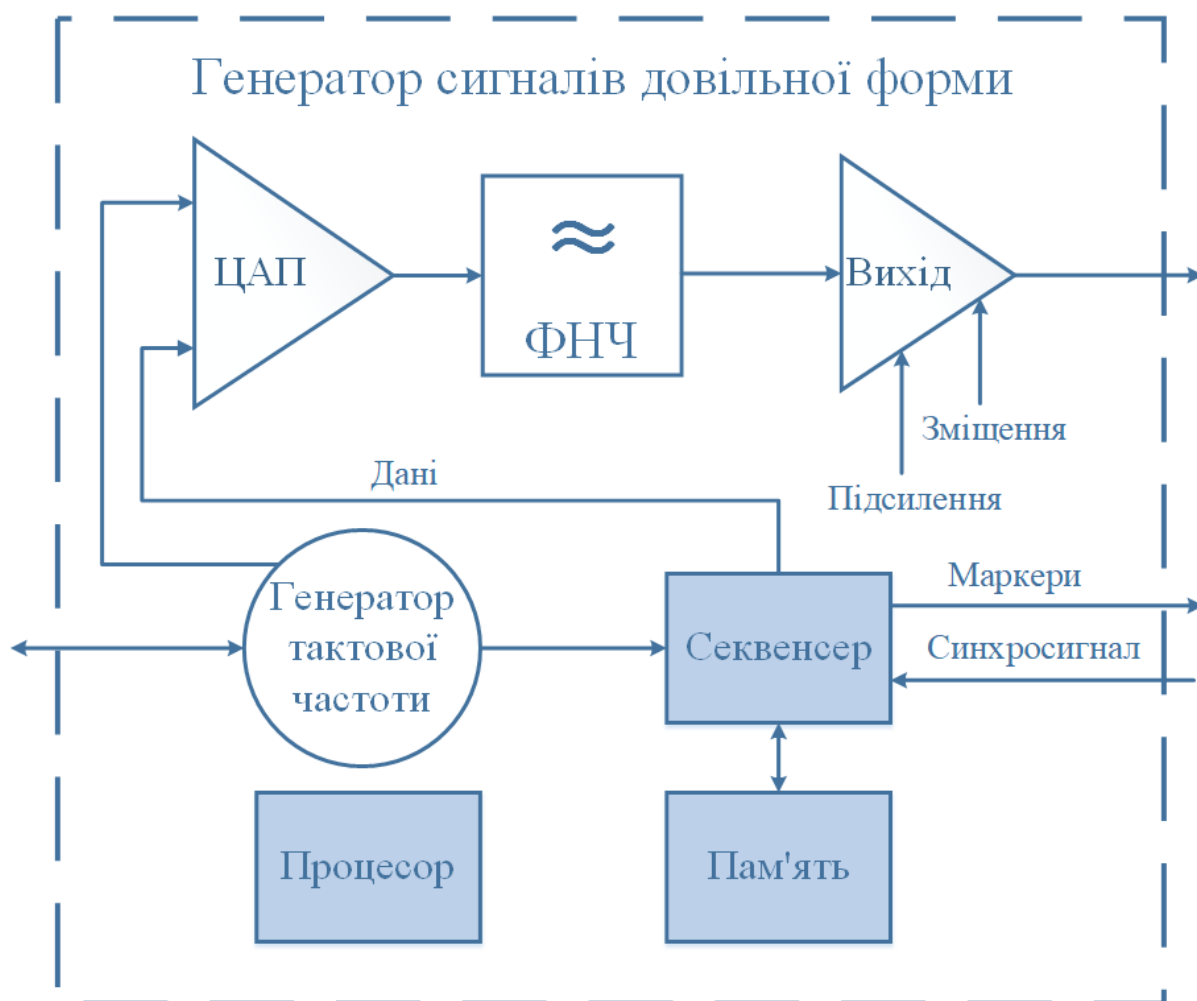 Генератор сигналів довільної форми
ЦАП
ФНЧ
Вихід
Зміщення
Підсилення
Дані
Генератор
тактової
частоти
Секвенсер
Маркери
Синхросигнал
Процесор
Пам'ять